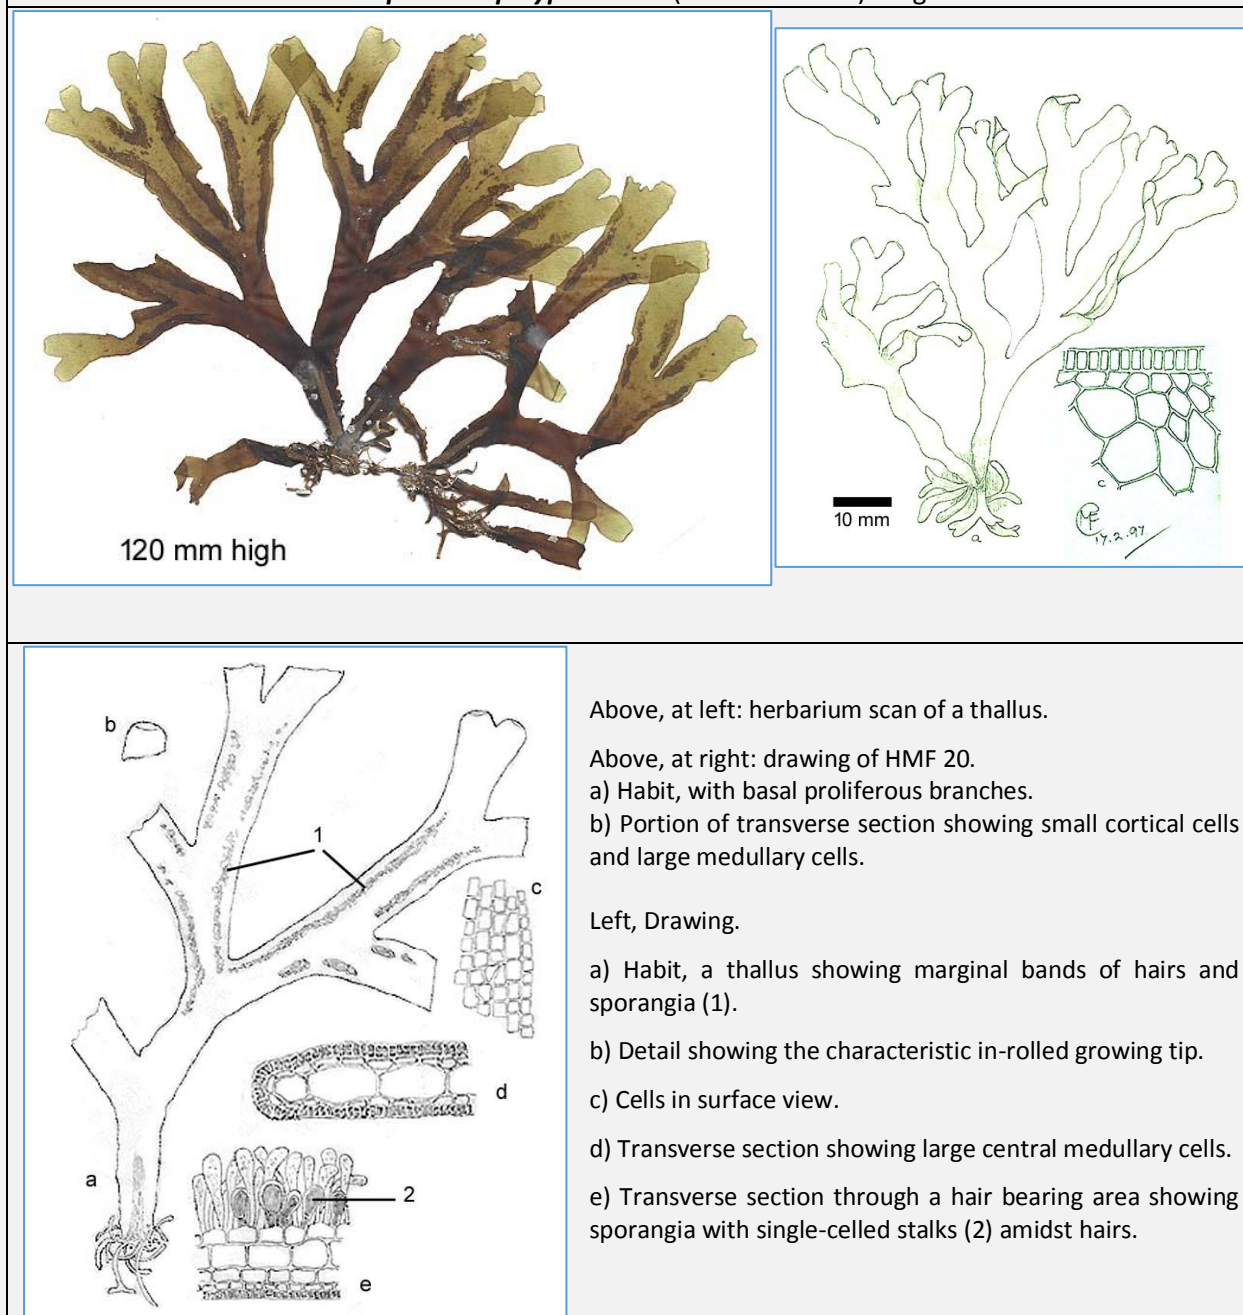 120 mm high
10 mm
a
c
17.2.97.
b
1
c
d
a
2
e
Above, at left: herbarium scan of a thallus.
Above, at right: drawing of HMF 20.
a) Habit, with basal proliferous branches.
b) Portion of transverse section showing small cortical cells
and large medullary cells.
Left, Drawing.
a) Habit, a thallus showing marginal bands of hairs and
sporangia (1).
b) Detail showing the characteristic in-rolled growing tip.
c) Cells in surface view.
d) Transverse section showing large central medullary cells.
e) Transverse section through a hair bearing area showing
sporangia with single-celled stalks (2) amidst hairs.